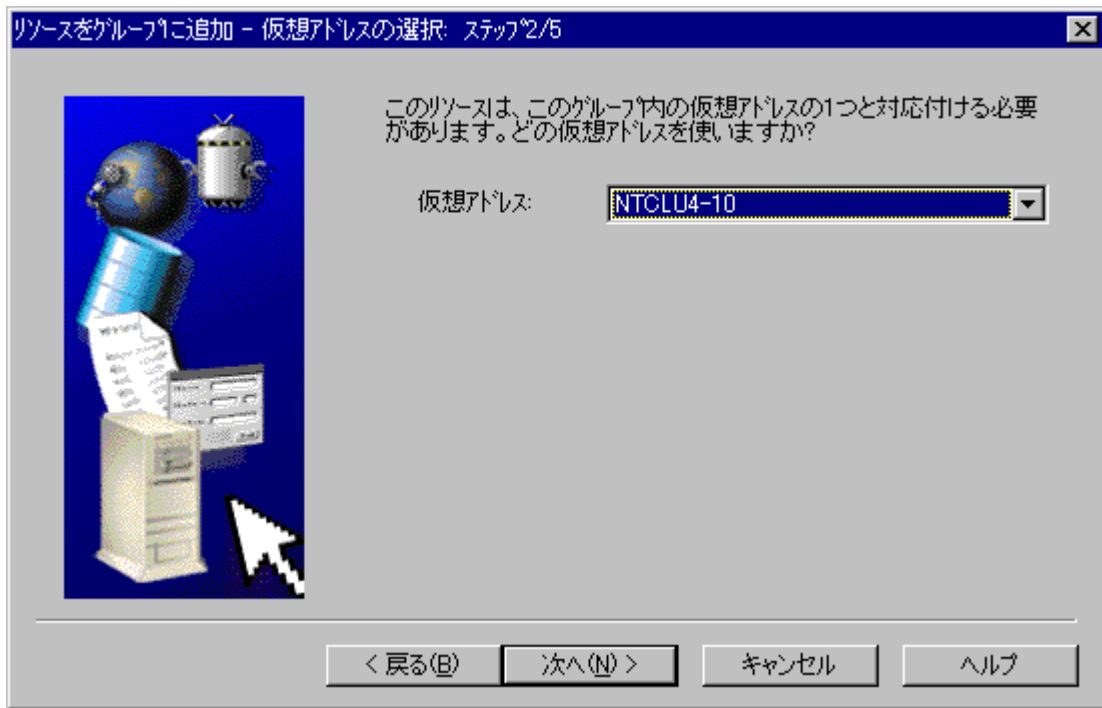 リソースをグループに追加 - 仮想アドレスの選択: ステップ2/5
このリソースは、このグループ内の仮想アドレスの1つと対応付ける必要
があります。どの仮想アドレスを使いますか?
仮想アドレス: NTCLU4-10
< 戻る(B) 次へ(N) > キャンセル ヘルプ